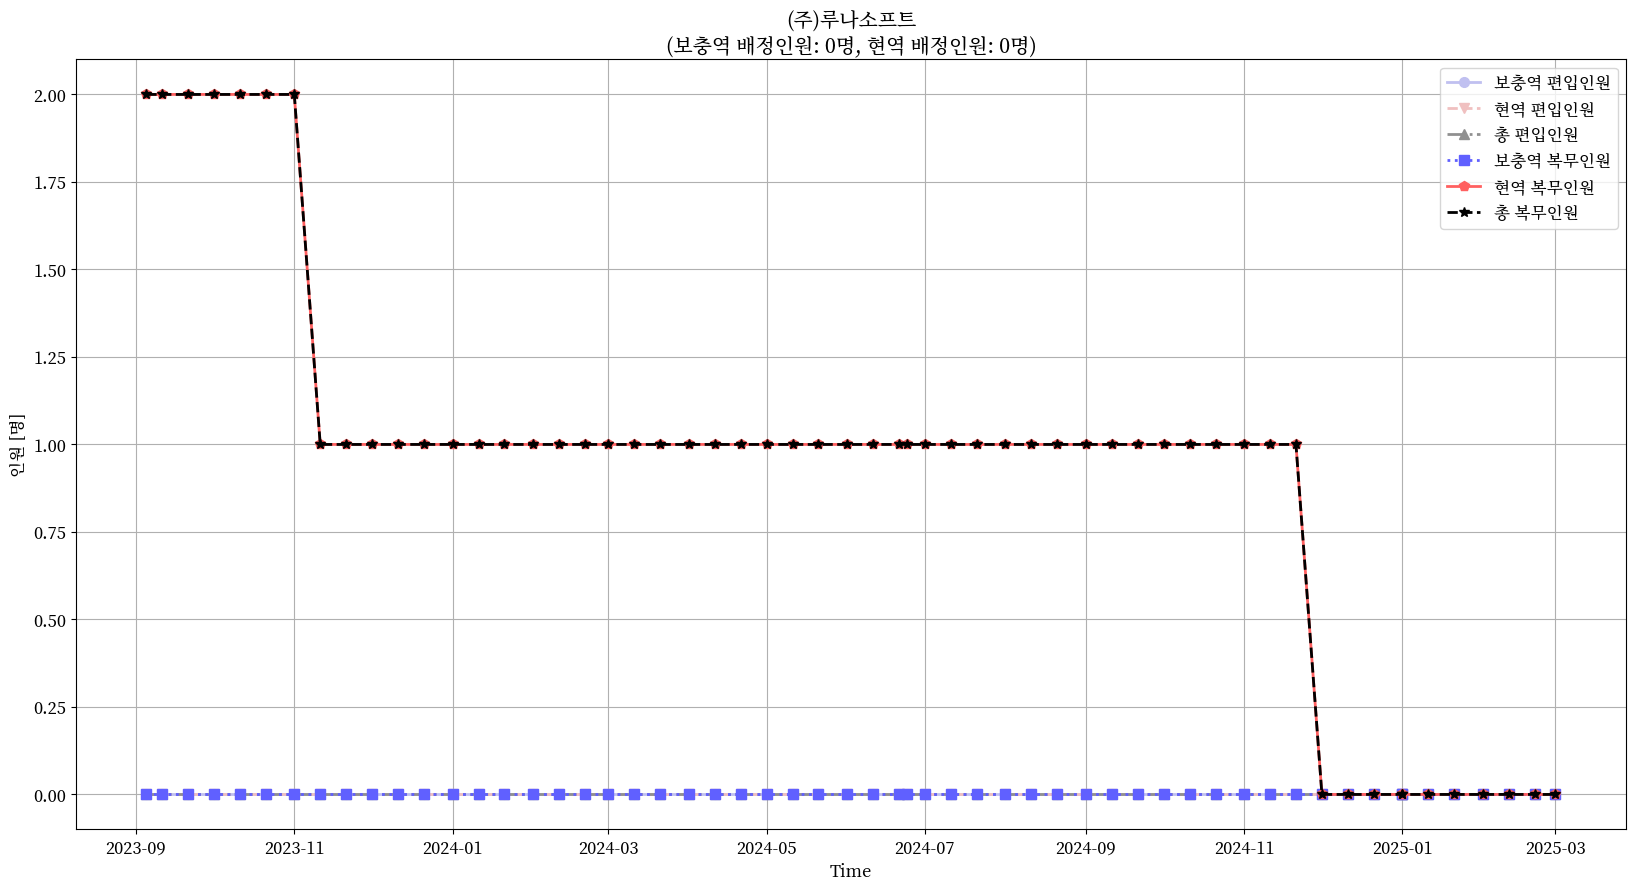 (주)루나소프트
(보충역 배정인원: 0명, 현역 배정인원: 0명)
보충역 편입인원
현역 편입인원
총 편입인원
보충역 복무인원
현역 복무인원
총 복무인원
인원 [명]
2.00
1.75
1.50
1.25
1.00
0.75
0.50
0.25
0.00
2023-09 2023-11 2024-01 2024-03 2024-05 2024-07 2024-09 2024-11 2025-01 2025-03
Time